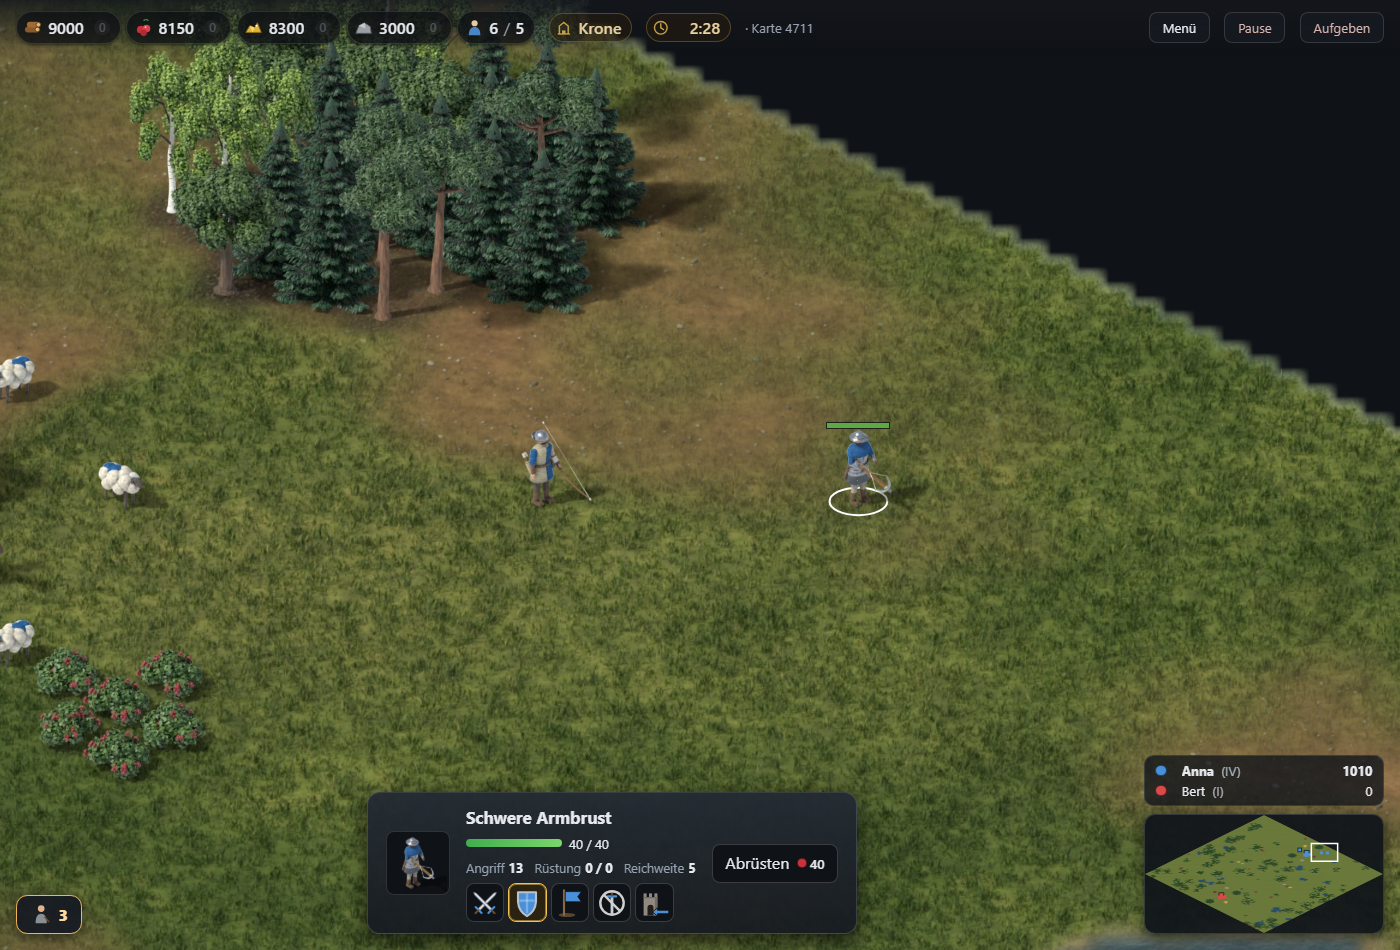 9000 0 8150 0 8300 0 3000 0 6 / 5 Krone 2:28 · Karte 4711 Menü Pause Aufgeben
Anna (IV) 1010
Bert (I) 0
Schwere Armbrust
40 / 40
Angriff 13 Rüstung 0 / 0 Reichweite 5
Abrüsten 40
3